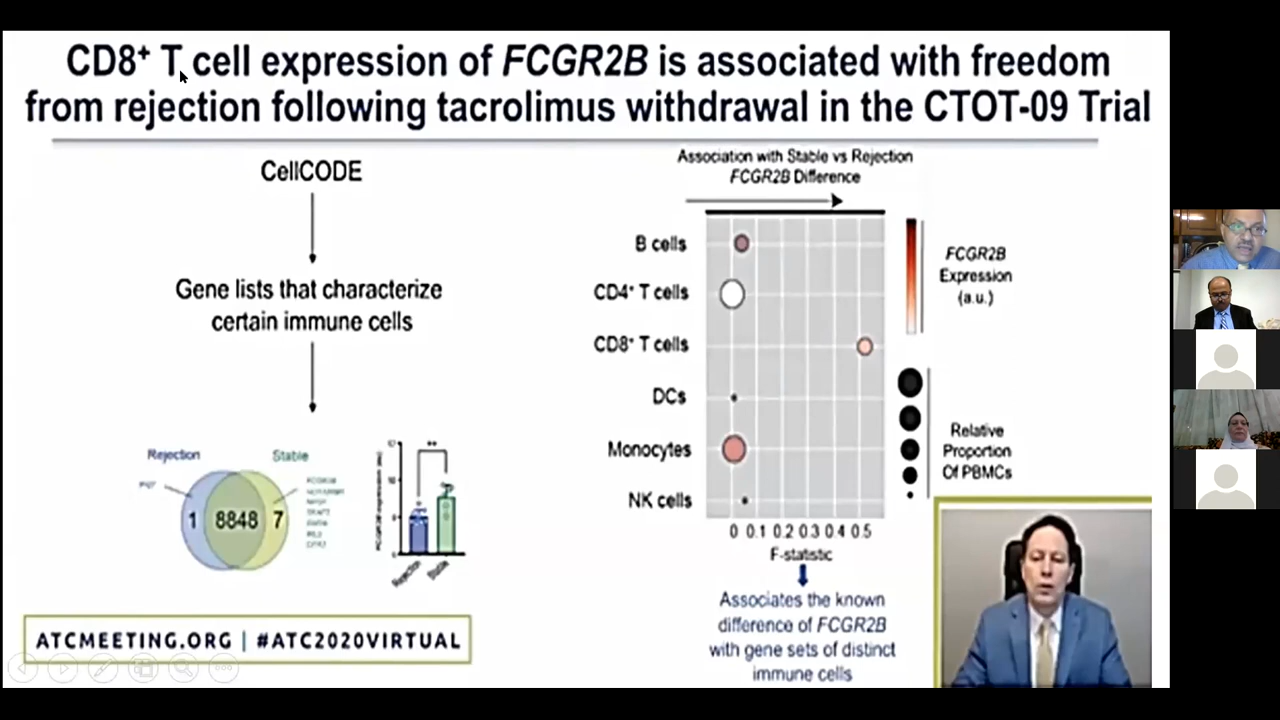 CD8⁺ T cell expression of FCGR2B is associated with freedom
from rejection following tacrolimus withdrawal in the CTOT-09 Trial
CellCODE
Gene lists that characterize
certain immune cells
Rejection
Stable
1
8848
7
**
Association with Stable vs Rejection
FCGR2B Difference
B cells
CD4⁺ T cells
CD8⁺ T cells
DCs
Monocytes
NK cells
0 0.1 0.2 0.3 0.4 0.5
F-statistic
Associates the known
difference of FCGR2B
with gene sets of distinct
immune cells
FCGR2B
Expression
(a.u.)
Relative
Proportion
Of PBMCs
ATCMEETING.ORG | #ATC2020VIRTUAL